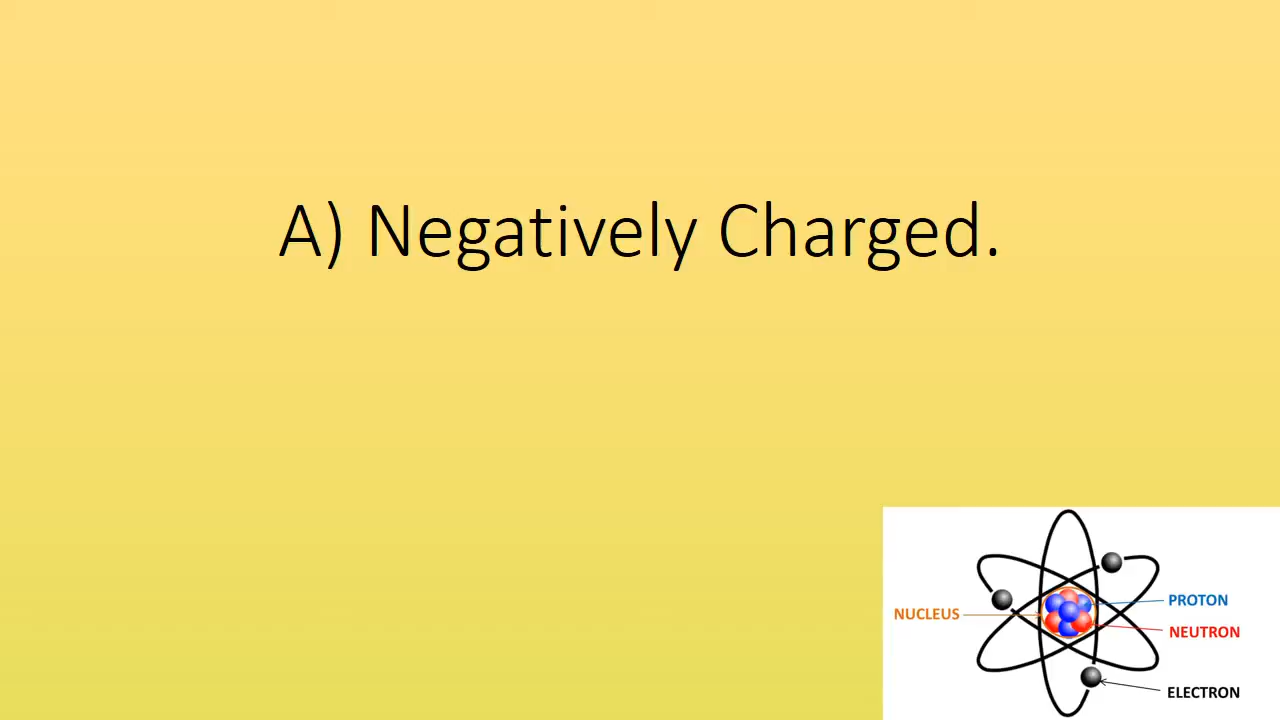 A) Negatively Charged.
PROTON
NUCLEUS
NEUTRON
ELECTRON